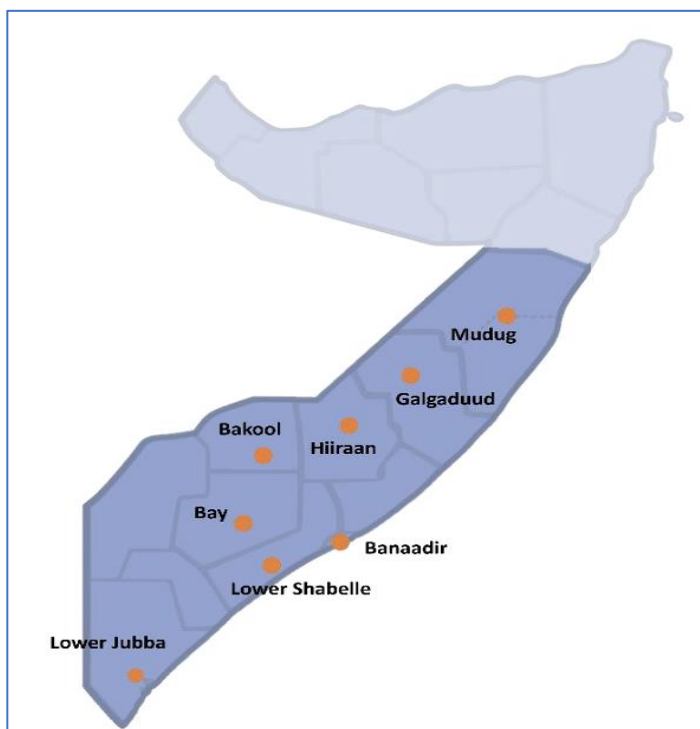 Mudug
Galgaduud
Bakool
Hiiraan
Bay
Banaadir
Lower Shabelle
Lower Jubba